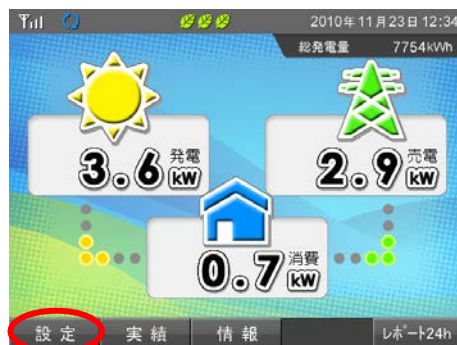 2010年11月23日 12:34
総発電量 7754kWh
3.6 発電 kW
2.9 売電 kW
0.7 消費 kW
設定 実績 情報 レポート24h